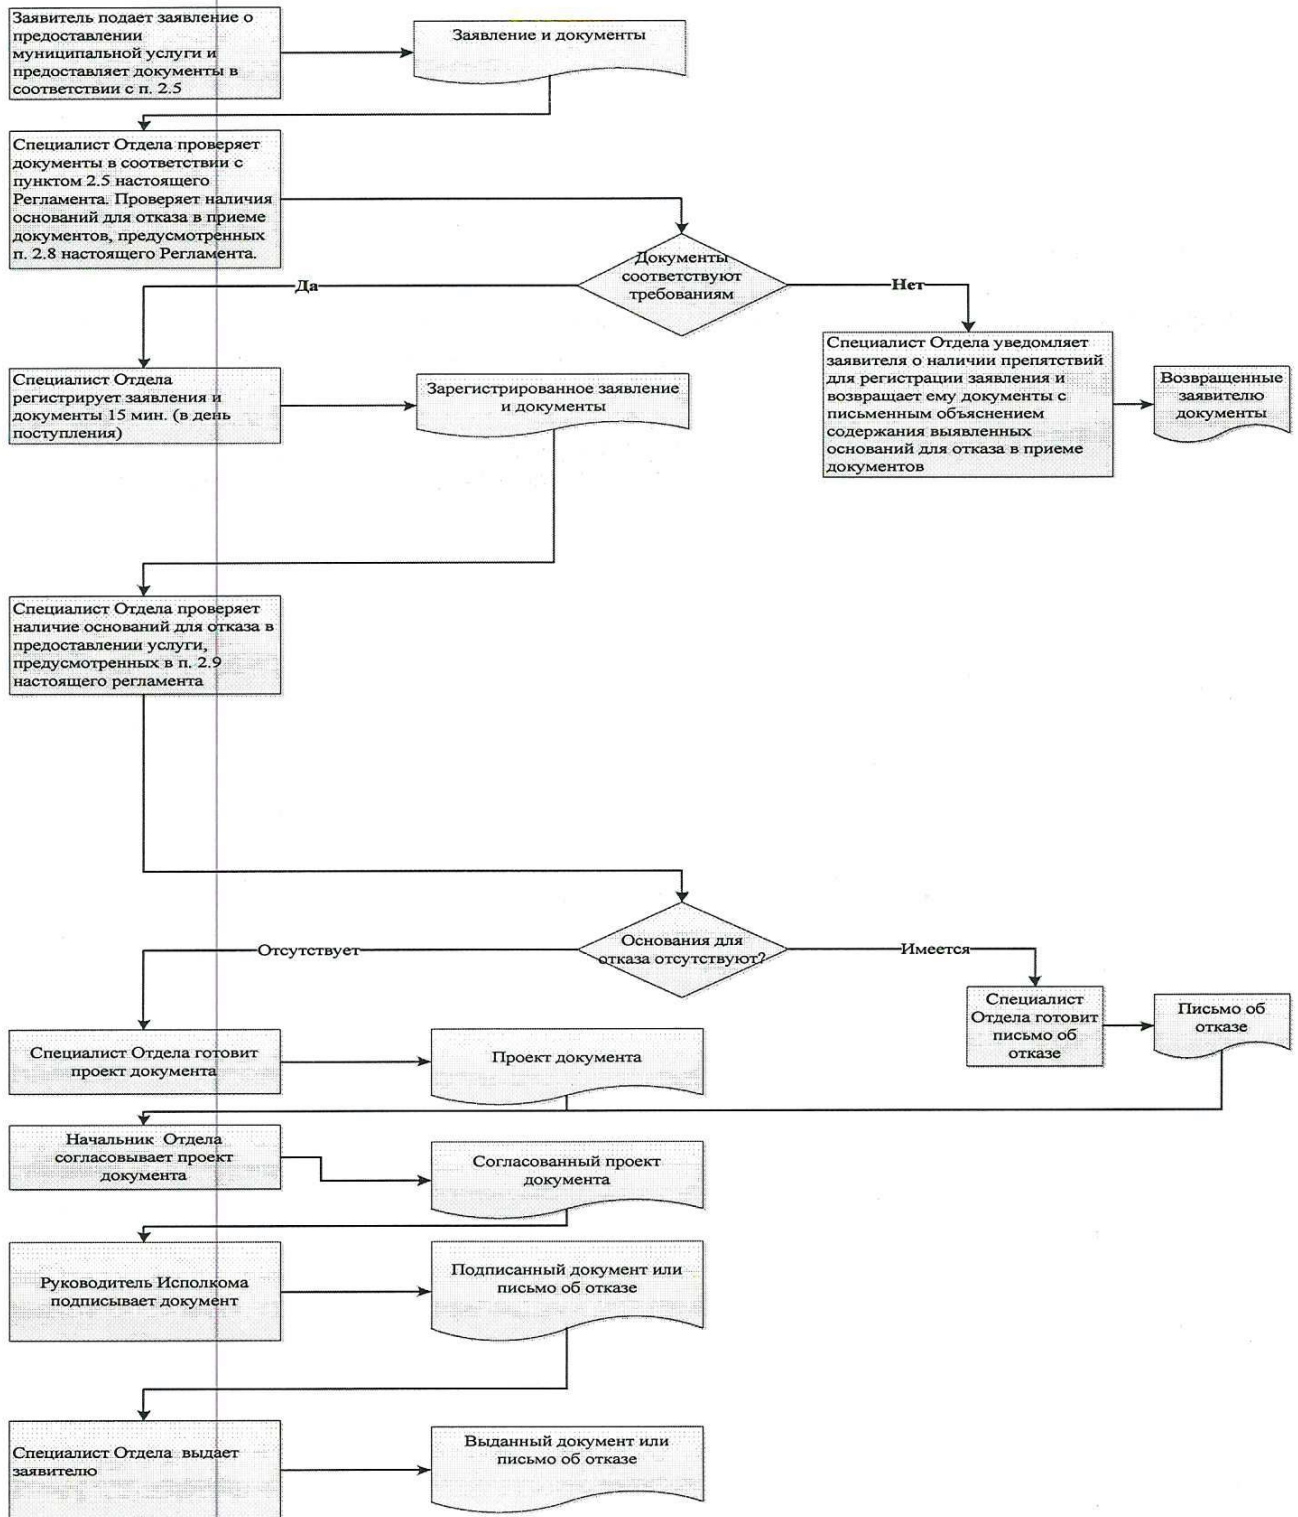 Заявитель подает заявление о
предоставлении
муниципальной услуги и
предоставляет документы в
соответствии с п. 2.5
Заявление и документы
Специалист Отдела проверяет
документы в соответствии с
пунктом 2.5 настоящего
Регламента. Проверяет наличия
оснований для отказа в приеме
документов, предусмотренных
п. 2.8 настоящего Регламента.
Документы
соответствуют
требованиям
Да
Нет
Специалист Отдела
регистрирует заявления и
документы 15 мин. (в день
поступления)
Зарегистрированное заявление
и документы
Специалист Отдела уведомляет
заявителя о наличии препятствий
для регистрации заявления и
возвращает ему документы с
письменным объяснением
содержания выявленных
оснований для отказа в приеме
документов
Возвращенные
заявителю
документы
Специалист Отдела проверяет
наличие оснований для отказа в
предоставлении услуги,
предусмотренных в п. 2.9
настоящего регламента
Основания для
отказа отсутствуют?
Отсутствует
Имеется
Специалист
Отдела готовит
письмо об
отказе
Письмо об
отказе
Специалист Отдела готовит
проект документа
Проект документа
Начальник Отдела
согласовывает проект
документа
Согласованный проект
документа
Руководитель Исполкома
подписывает документ
Подписанный документ или
письмо об отказе
Специалист Отдела выдает
заявителю
Выданный документ или
письмо об отказе